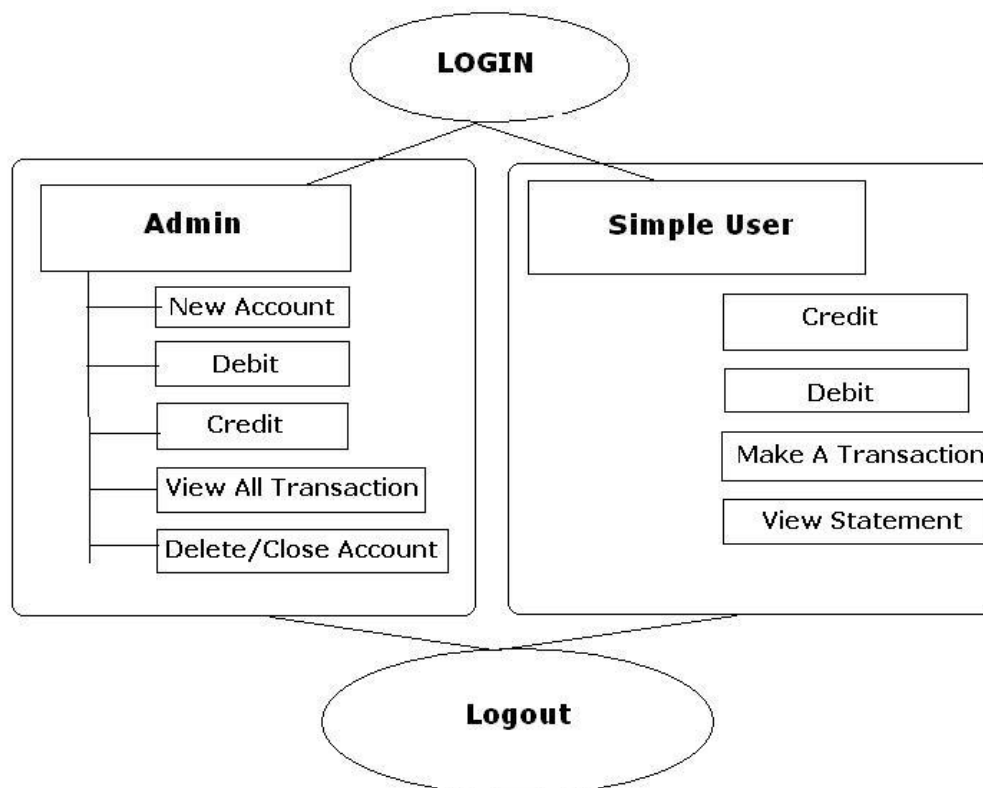 LOGIN
Admin
New Account
Debit
Credit
View All Transaction
Delete/Close Account
Simple User
Credit
Debit
Make A Transaction
View Statement
Logout